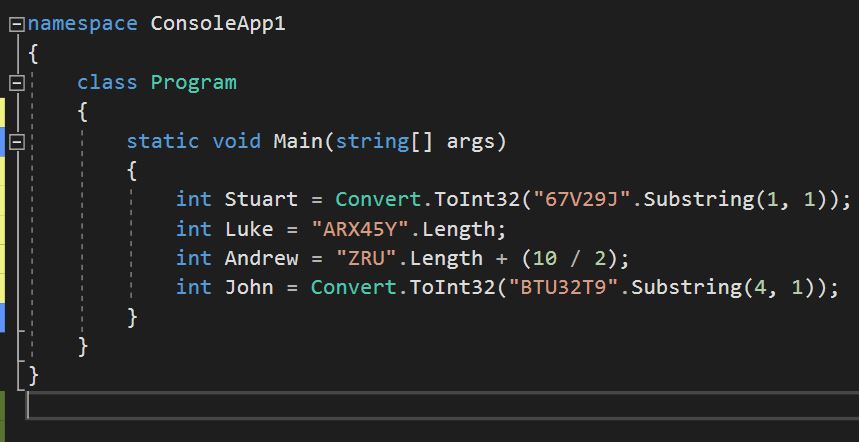 namespace ConsoleApp1
{
class Program
{
static void Main(string[] args)
{
int Stuart = Convert.ToInt32("67V29J".Substring(1, 1));
int Luke = "ARX45Y".Length;
int Andrew = "ZRU".Length + (10 / 2);
int John = Convert.ToInt32("BTU32T9".Substring(4, 1));
}
}
}